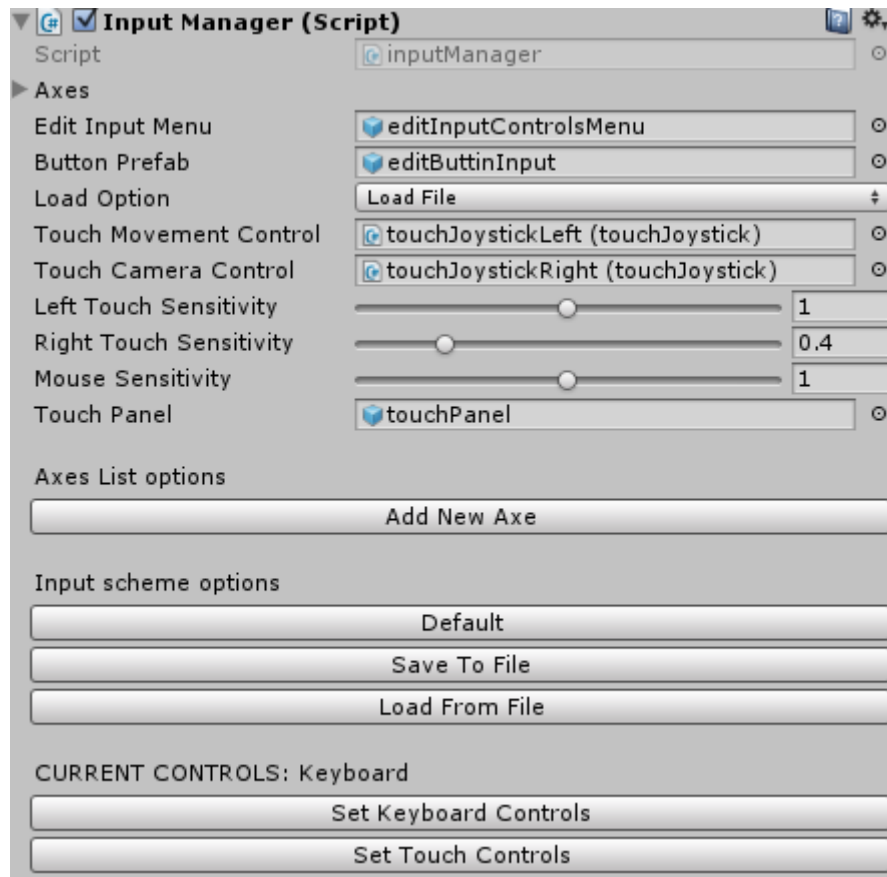 Input Manager (Script)
Script inputManager
Axes
Edit Input Menu editInputControlsMenu
Button Prefab editButtinInput
Load Option Load File
Touch Movement Control touchJoystickLeft (touchJoystick)
Touch Camera Control touchJoystickRight (touchJoystick)
Left Touch Sensitivity 1
Right Touch Sensitivity 0.4
Mouse Sensitivity 1
Touch Panel touchPanel
Axes List options
Add New Axe
Input scheme options
Default
Save To File
Load From File
CURRENT CONTROLS: Keyboard
Set Keyboard Controls
Set Touch Controls